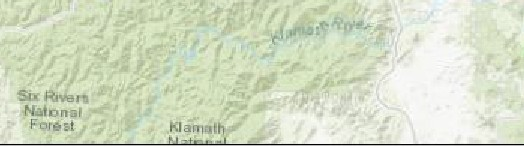 Klamath River
Six Rivers
National
Forest
Klamath
National